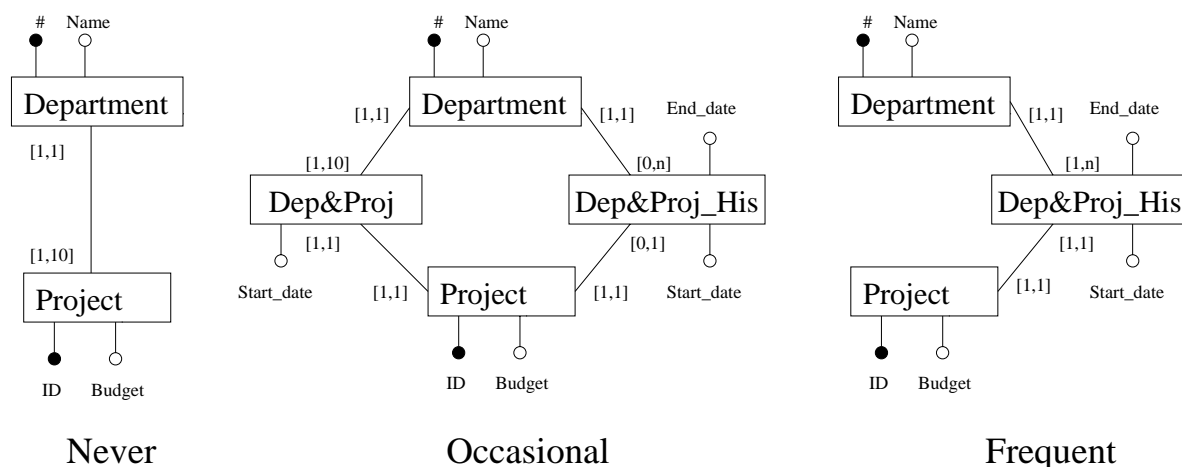 # Name
Department
[1,1]
[1,10]
Project
ID Budget
Never
# Name
Department
[1,1]
[1,1]
End_date
[1,10]
[0,n]
Dep&Proj
Dep&Proj_His
[1,1]
[0,1]
Start_date
[1,1]
Project
[1,1]
Start_date
ID Budget
Occasional
# Name
Department
[1,1]
End_date
[1,n]
Dep&Proj_His
[1,1]
Project
[1,1]
Start_date
ID Budget
Frequent